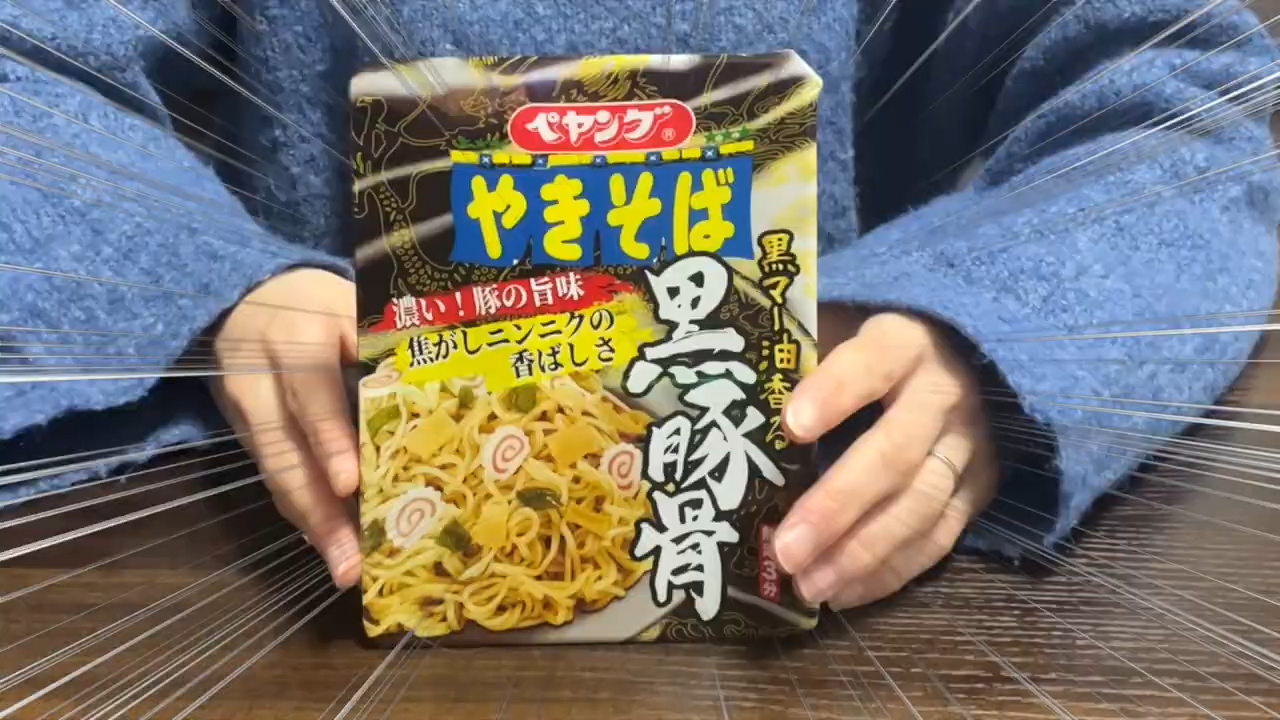 ペヤング®
やきそば
黒マー油香る
黒豚骨
濃い！豚の旨味
焦がしニンニクの
香ばしさ